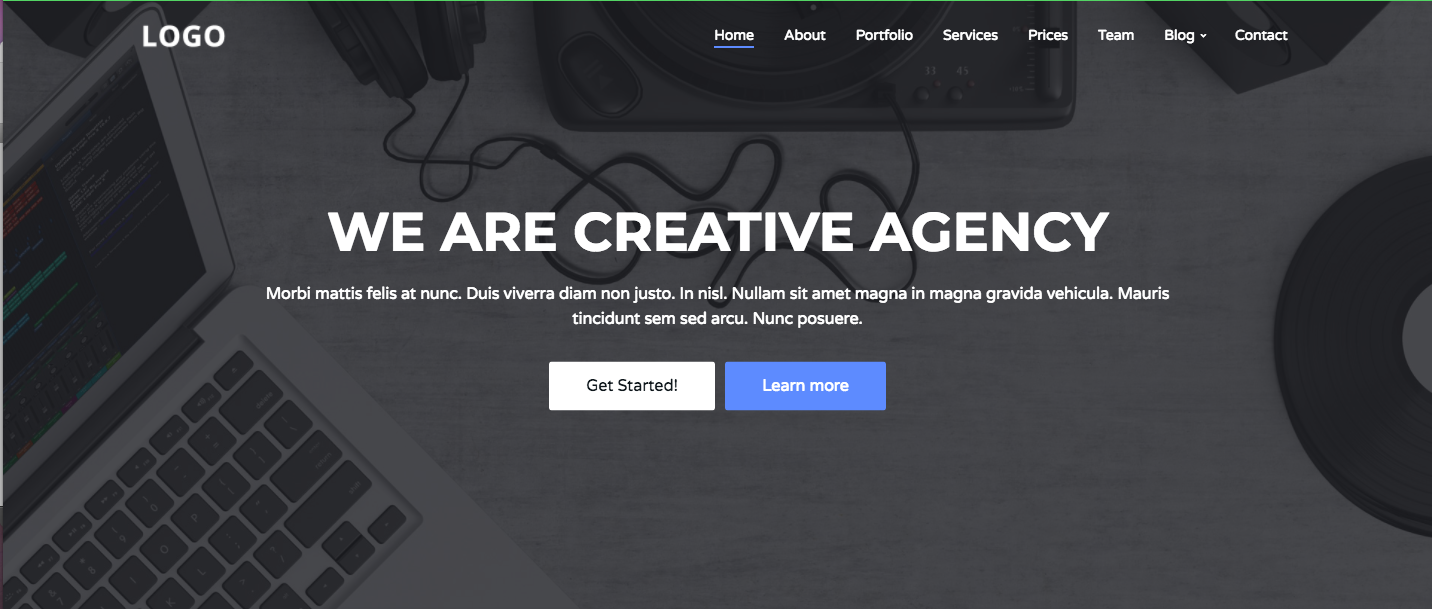 LOGO
Home About Portfolio Services Prices Team Blog Contact
33 45
WE ARE CREATIVE AGENCY
Morbi mattis felis at nunc. Duis viverra diam non justo. In nisl. Nullam sit amet magna in magna gravida vehicula. Mauris
tincidunt sem sed arcu. Nunc posuere.
Get Started! Learn more